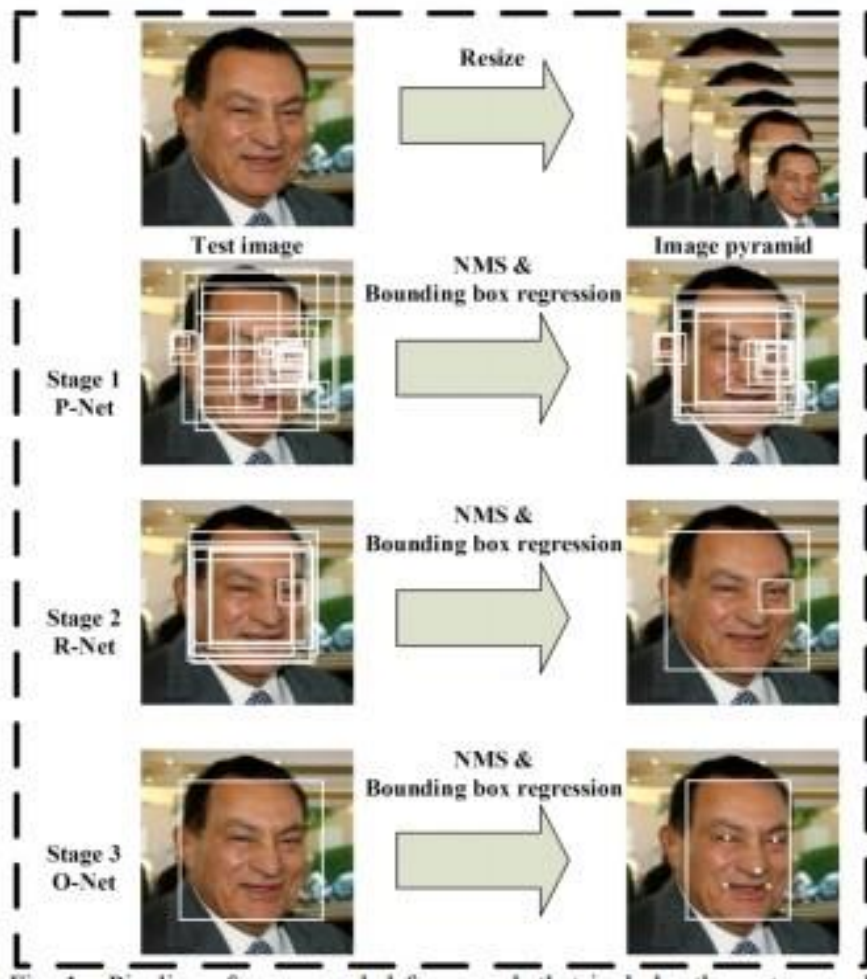 Resize
Test image
Image pyramid
NMS &
Bounding box regression
Stage 1
P-Net
NMS &
Bounding box regression
Stage 2
R-Net
NMS &
Bounding box regression
Stage 3
O-Net